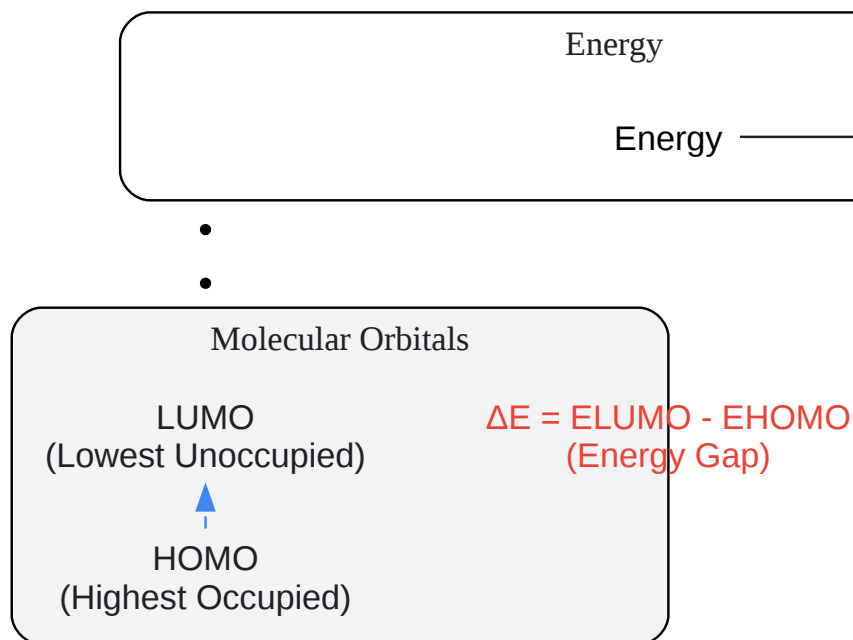 Energy
Energy
Molecular Orbitals
LUMO
(Lowest Unoccupied)
ΔE = ELUMO - EHOMO
(Energy Gap)
HOMO
(Highest Occupied)